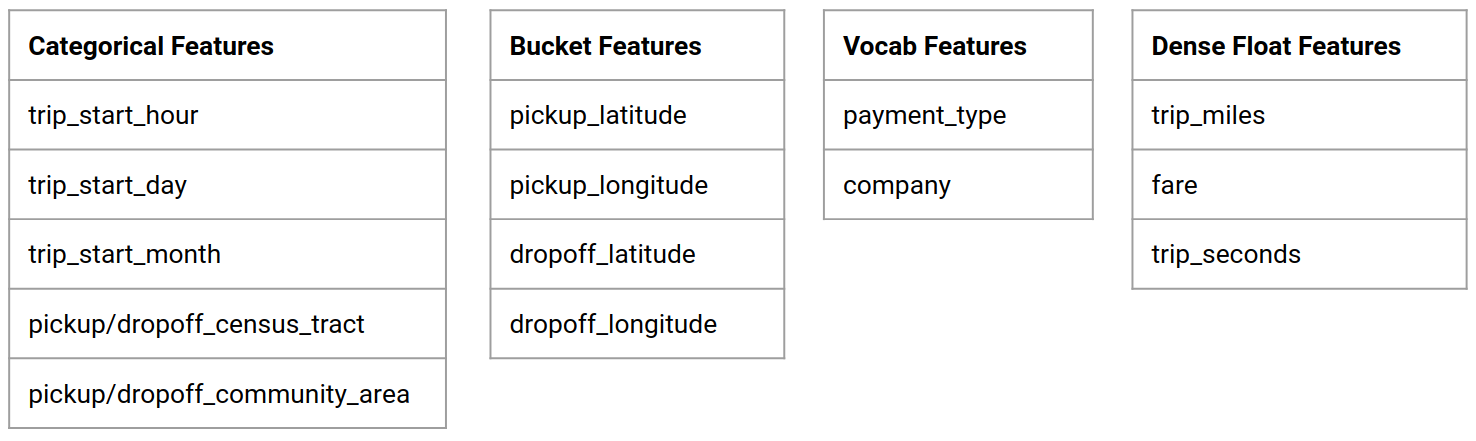 Categorical Features
trip_start_hour
trip_start_day
trip_start_month
pickup/dropoff_census_tract
pickup/dropoff_community_area
Bucket Features
pickup_latitude
pickup_longitude
dropoff_latitude
dropoff_longitude
Vocab Features
payment_type
company
Dense Float Features
trip_miles
fare
trip_seconds